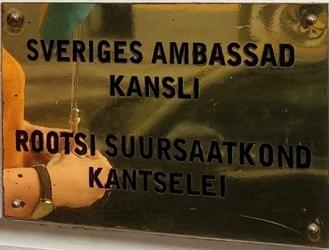 SVERIGES AMBASSAD
KANSLI
ROOTSI SUURSAATKOND
KANTSELEI